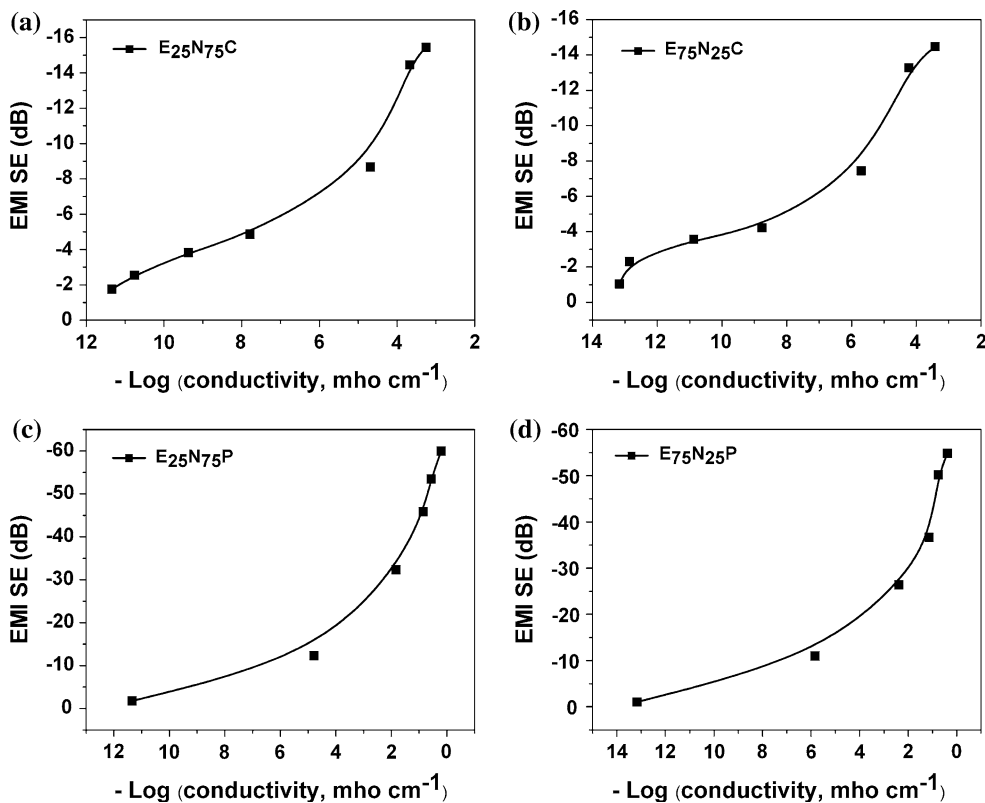 (a)
E25N75C
EMI SE (dB)
-16
-14
-12
-10
-8
-6
-4
-2
0
12 10 8 6 4 2
- Log (conductivity, mho cm-1)
(b)
E75N25C
EMI SE (dB)
-16
-14
-12
-10
-8
-6
-4
-2
0
14 12 10 8 6 4 2
- Log (conductivity, mho cm-1)
(c)
E25N75P
EMI SE (dB)
-60
-50
-40
-30
-20
-10
0
12 10 8 6 4 2 0
- Log (conductivity, mho cm-1)
(d)
E75N25P
EMI SE (dB)
-60
-50
-40
-30
-20
-10
0
14 12 10 8 6 4 2 0
- Log (conductivity, mho cm-1)